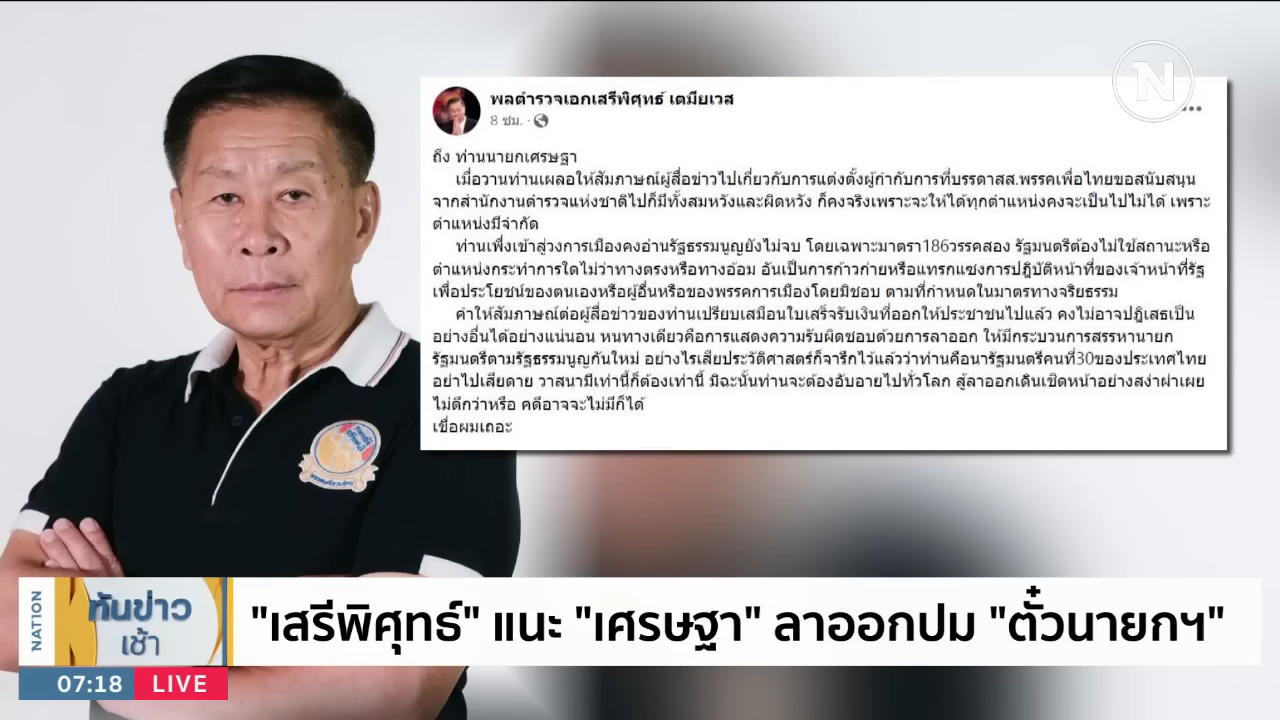 N
พลตำรวจเอกเสรีพิศุทธ์ เตมียเวส
8 ชม. ·
ถึง ท่านนายกเศรษฐา
เมื่อวานท่านเผลอให้สัมภาษณ์ผู้สื่อข่าวไปเกี่ยวกับการแต่งตั้งผู้กำกับการที่บรรดาสส.พรรคเพื่อไทยขอสนับสนุน
จากสำนักงานตำรวจแห่งชาติไปก็มีทั้งสมหวังและผิดหวัง ก็คงจริงเพราะจะให้ได้ทุกตำแหน่งคงจะเป็นไปไม่ได้ เพราะ
ตำแหน่งมีจำกัด
ท่านเพิ่งเข้าสู่วงการเมืองคงอ่านรัฐธรรมนูญยังไม่จบ โดยเฉพาะมาตรา186วรรคสอง รัฐมนตรีต้องไม่ใช้สถานะหรือ
ตำแหน่งกระทำการใดไม่ว่าทางตรงหรือทางอ้อม อันเป็นการก้าวก่ายหรือแทรกแซงการปฏิบัติหน้าที่ของเจ้าหน้าที่รัฐ
เพื่อประโยชน์ของตนเองหรือผู้อื่นหรือของพรรคการเมืองโดยมิชอบ ตามที่กำหนดในมาตรทางจริยธรรม
คำให้สัมภาษณ์ต่อผู้สื่อข่าวของท่านเปรียบเสมือนใบเสร็จรับเงินที่ออกให้ประชาชนไปแล้ว คงไม่อาจปฎิเสธเป็น
อย่างอื่นได้อย่างแน่นอน หนทางเดียวคือการแสดงความรับผิดชอบด้วยการลาออก ให้มีกระบวนการสรรหานายก
รัฐมนตรีตามรัฐธรรมนูญกันใหม่ อย่างไรเสียประวัติศาสตร์ก็จารึกไว้แล้วว่าท่านคือนารัฐมนตรีคนที่30ของประเทศไทย
อย่าไปเสียดาย วาสนามีเท่านี้ก็ต้องเท่านี้ มิฉะนั้นท่านจะต้องอับอายไปทั่วโลก สู้ลาออกเดินเชิดหน้าอย่างสง่าฝ่าเผย
ไม่ดีกว่าหรือ คดีอาจจะไม่มีก็ได้
เชื่อผมเถอะ
NATION
ทันข่าว
เช้า
"เสรีพิศุทธ์" แนะ "เศรษฐา" ลาออกปม "ตั๋วนายกฯ"
07:18 LIVE